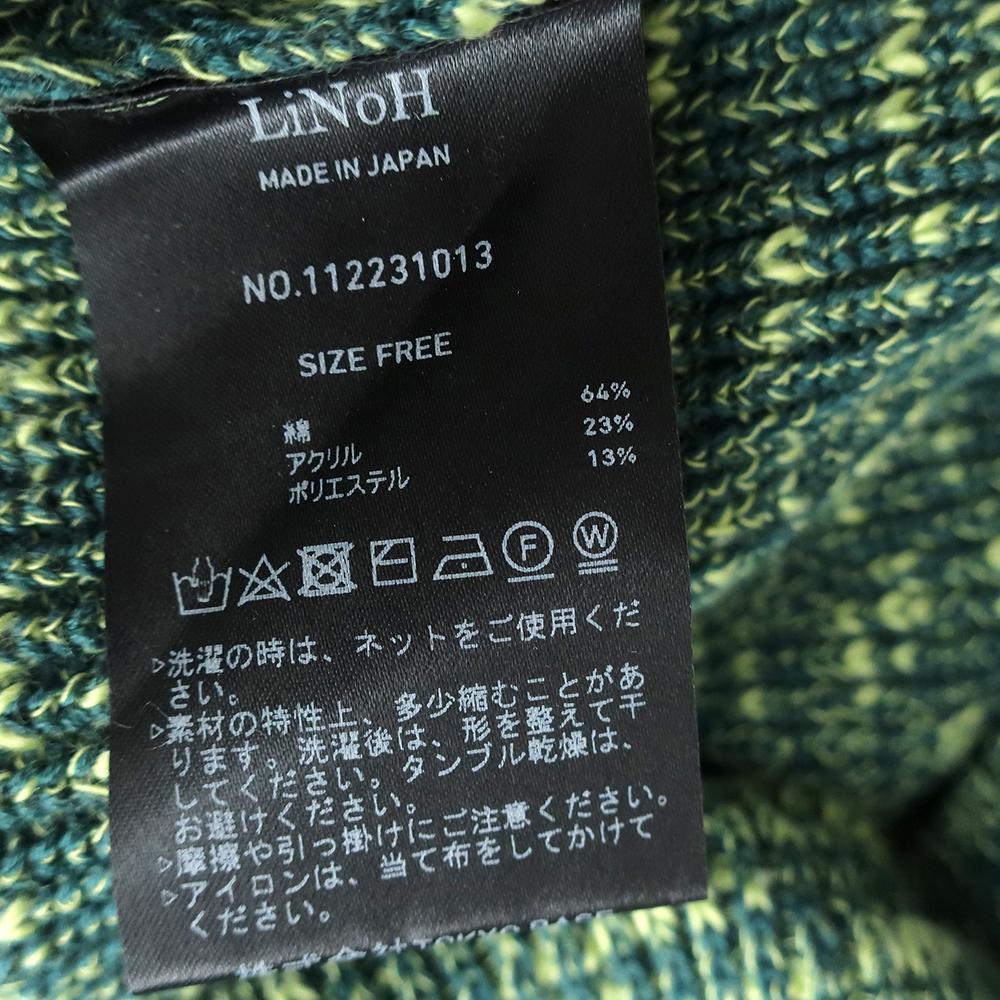 LiNoH
MADE IN JAPAN
NO.112231013
SIZE FREE
綿 64%
アクリル 23%
ポリエステル 13%
F W
▷洗濯の時は、ネットをご使用くだ
さい。
▷素材の特性上、多少縮むことがあ
ります。洗濯後は、形を整えて干
してください。タンブル乾燥は、
お避けください。
▷摩擦や引っ掛けにご注意ください。
▷アイロンは、当て布をしてかけて
ください。